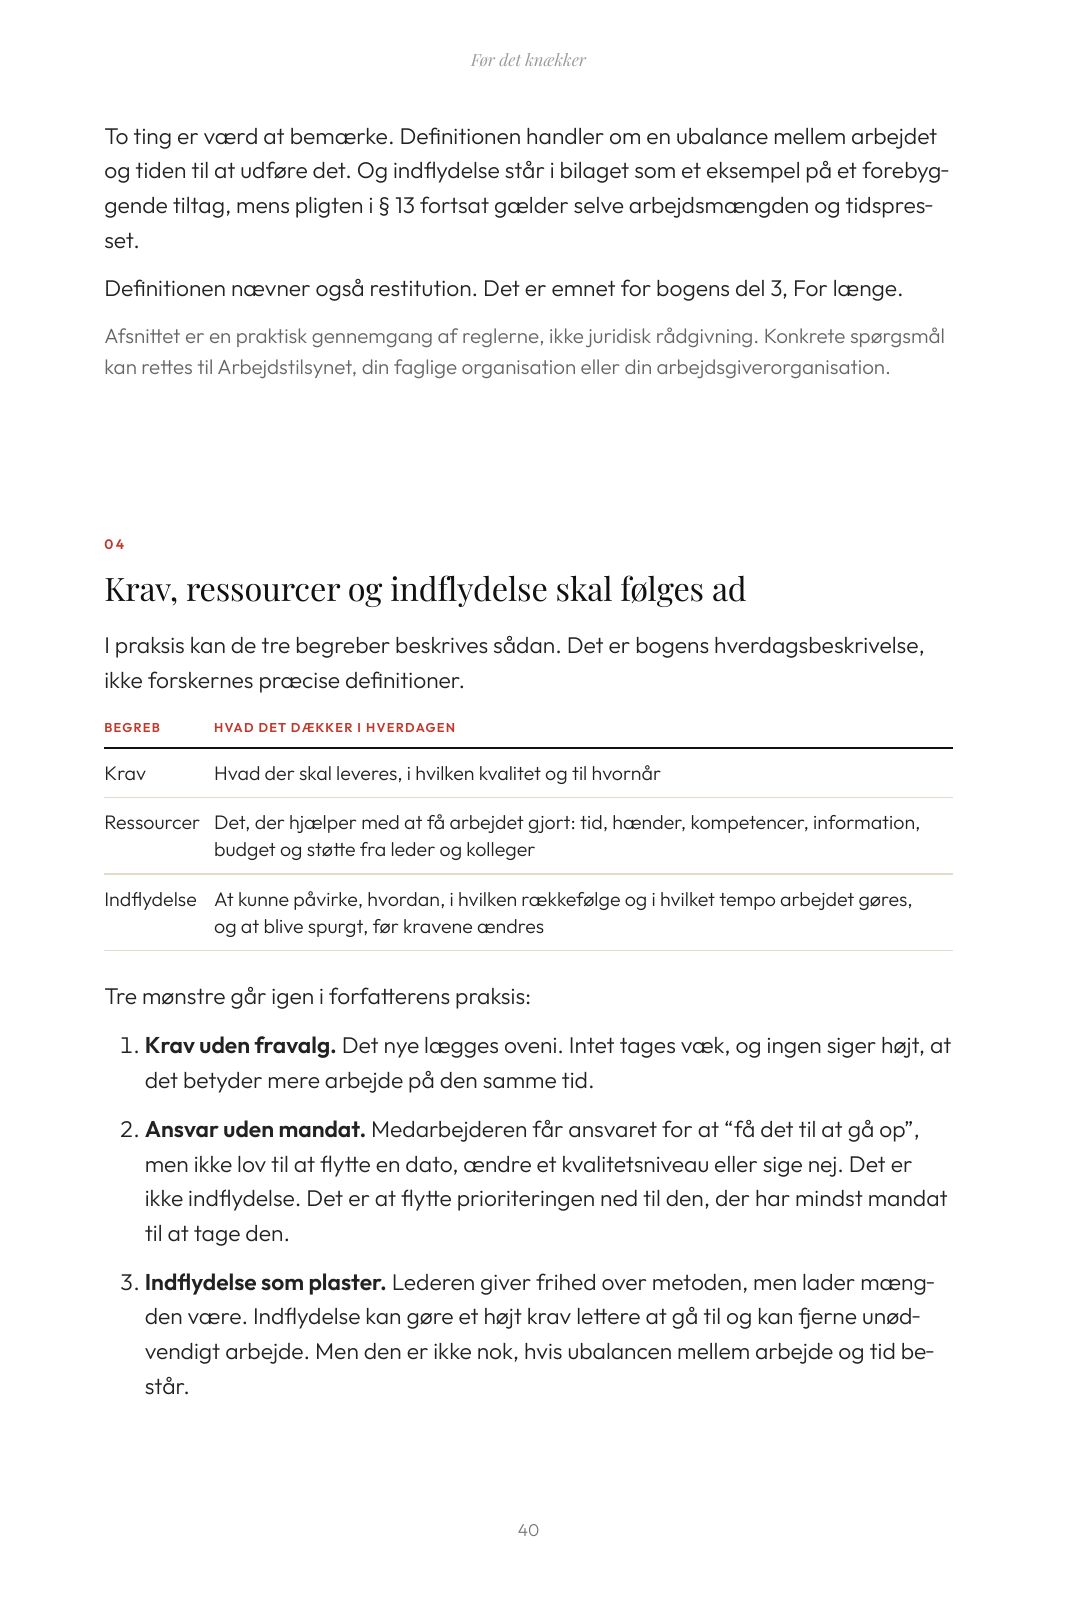 Før det knækker
To ting er værd at bemærke. Definitionen handler om en ubalance mellem arbejdet
og tiden til at udføre det. Og indflydelse står i bilaget som et eksempel på et forebyg-
gende tiltag, mens pligten i § 13 fortsat gælder selve arbejdsmængden og tidspres-
set.
Definitionen nævner også restitution. Det er emnet for bogens del 3, For længe.
Afsnittet er en praktisk gennemgang af reglerne, ikke juridisk rådgivning. Konkrete spørgsmål
kan rettes til Arbejdstilsynet, din faglige organisation eller din arbejdsgiverorganisation.
04
Krav, ressourcer og indflydelse skal følges ad
I praksis kan de tre begreber beskrives sådan. Det er bogens hverdagsbeskrivelse,
ikke forskernes præcise definitioner.
BEGREB HVAD DET DÆKKER I HVERDAGEN
Krav Hvad der skal leveres, i hvilken kvalitet og til hvornår
Ressourcer Det, der hjælper med at få arbejdet gjort: tid, hænder, kompetencer, information,
budget og støtte fra leder og kolleger
Indflydelse At kunne påvirke, hvordan, i hvilken rækkefølge og i hvilket tempo arbejdet gøres,
og at blive spurgt, før kravene ændres
Tre mønstre går igen i forfatterens praksis:
1. Krav uden fravalg. Det nye lægges oveni. Intet tages væk, og ingen siger højt, at
det betyder mere arbejde på den samme tid.
2. Ansvar uden mandat. Medarbejderen får ansvaret for at “få det til at gå op”,
men ikke lov til at flytte en dato, ændre et kvalitetsniveau eller sige nej. Det er
ikke indflydelse. Det er at flytte prioriteringen ned til den, der har mindst mandat
til at tage den.
3. Indflydelse som plaster. Lederen giver frihed over metoden, men lader mæng-
den være. Indflydelse kan gøre et højt krav lettere at gå til og kan fjerne unød-
vendigt arbejde. Men den er ikke nok, hvis ubalancen mellem arbejde og tid be-
står.
40